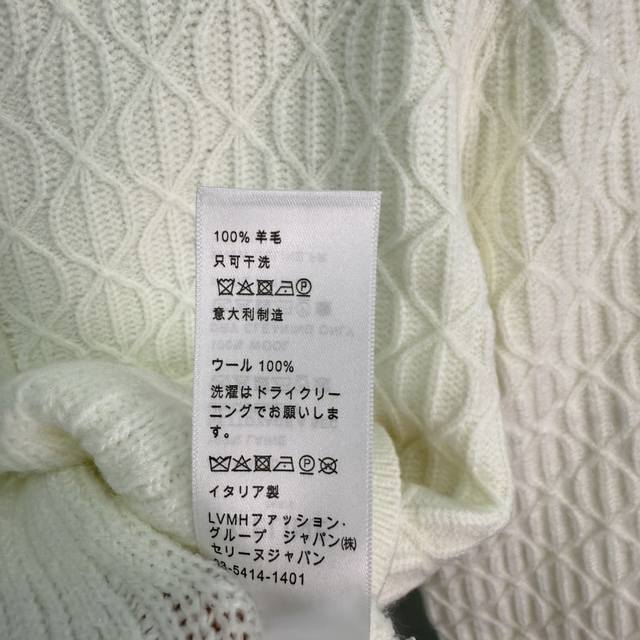 100% 羊毛
只可干洗
意大利制造
ウール 100%
洗濯はドライクリー
ニングでお願いしま
す。
イタリア製
LVMHファッション・
グループ ジャパン㈱
セリーヌジャパン
03-5414-1401